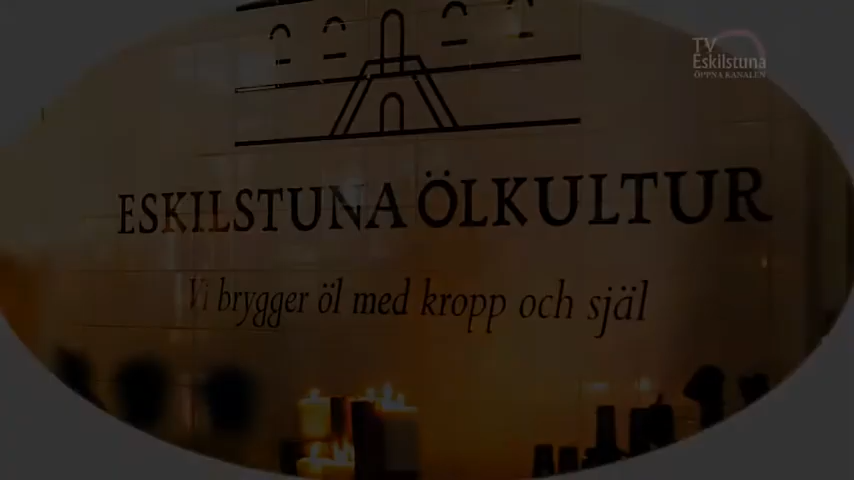 TV
Eskilstuna
ÖPPNA KANALEN
ESKILSTUNA ÖLKULTUR
Vi brygger öl med kropp och själ